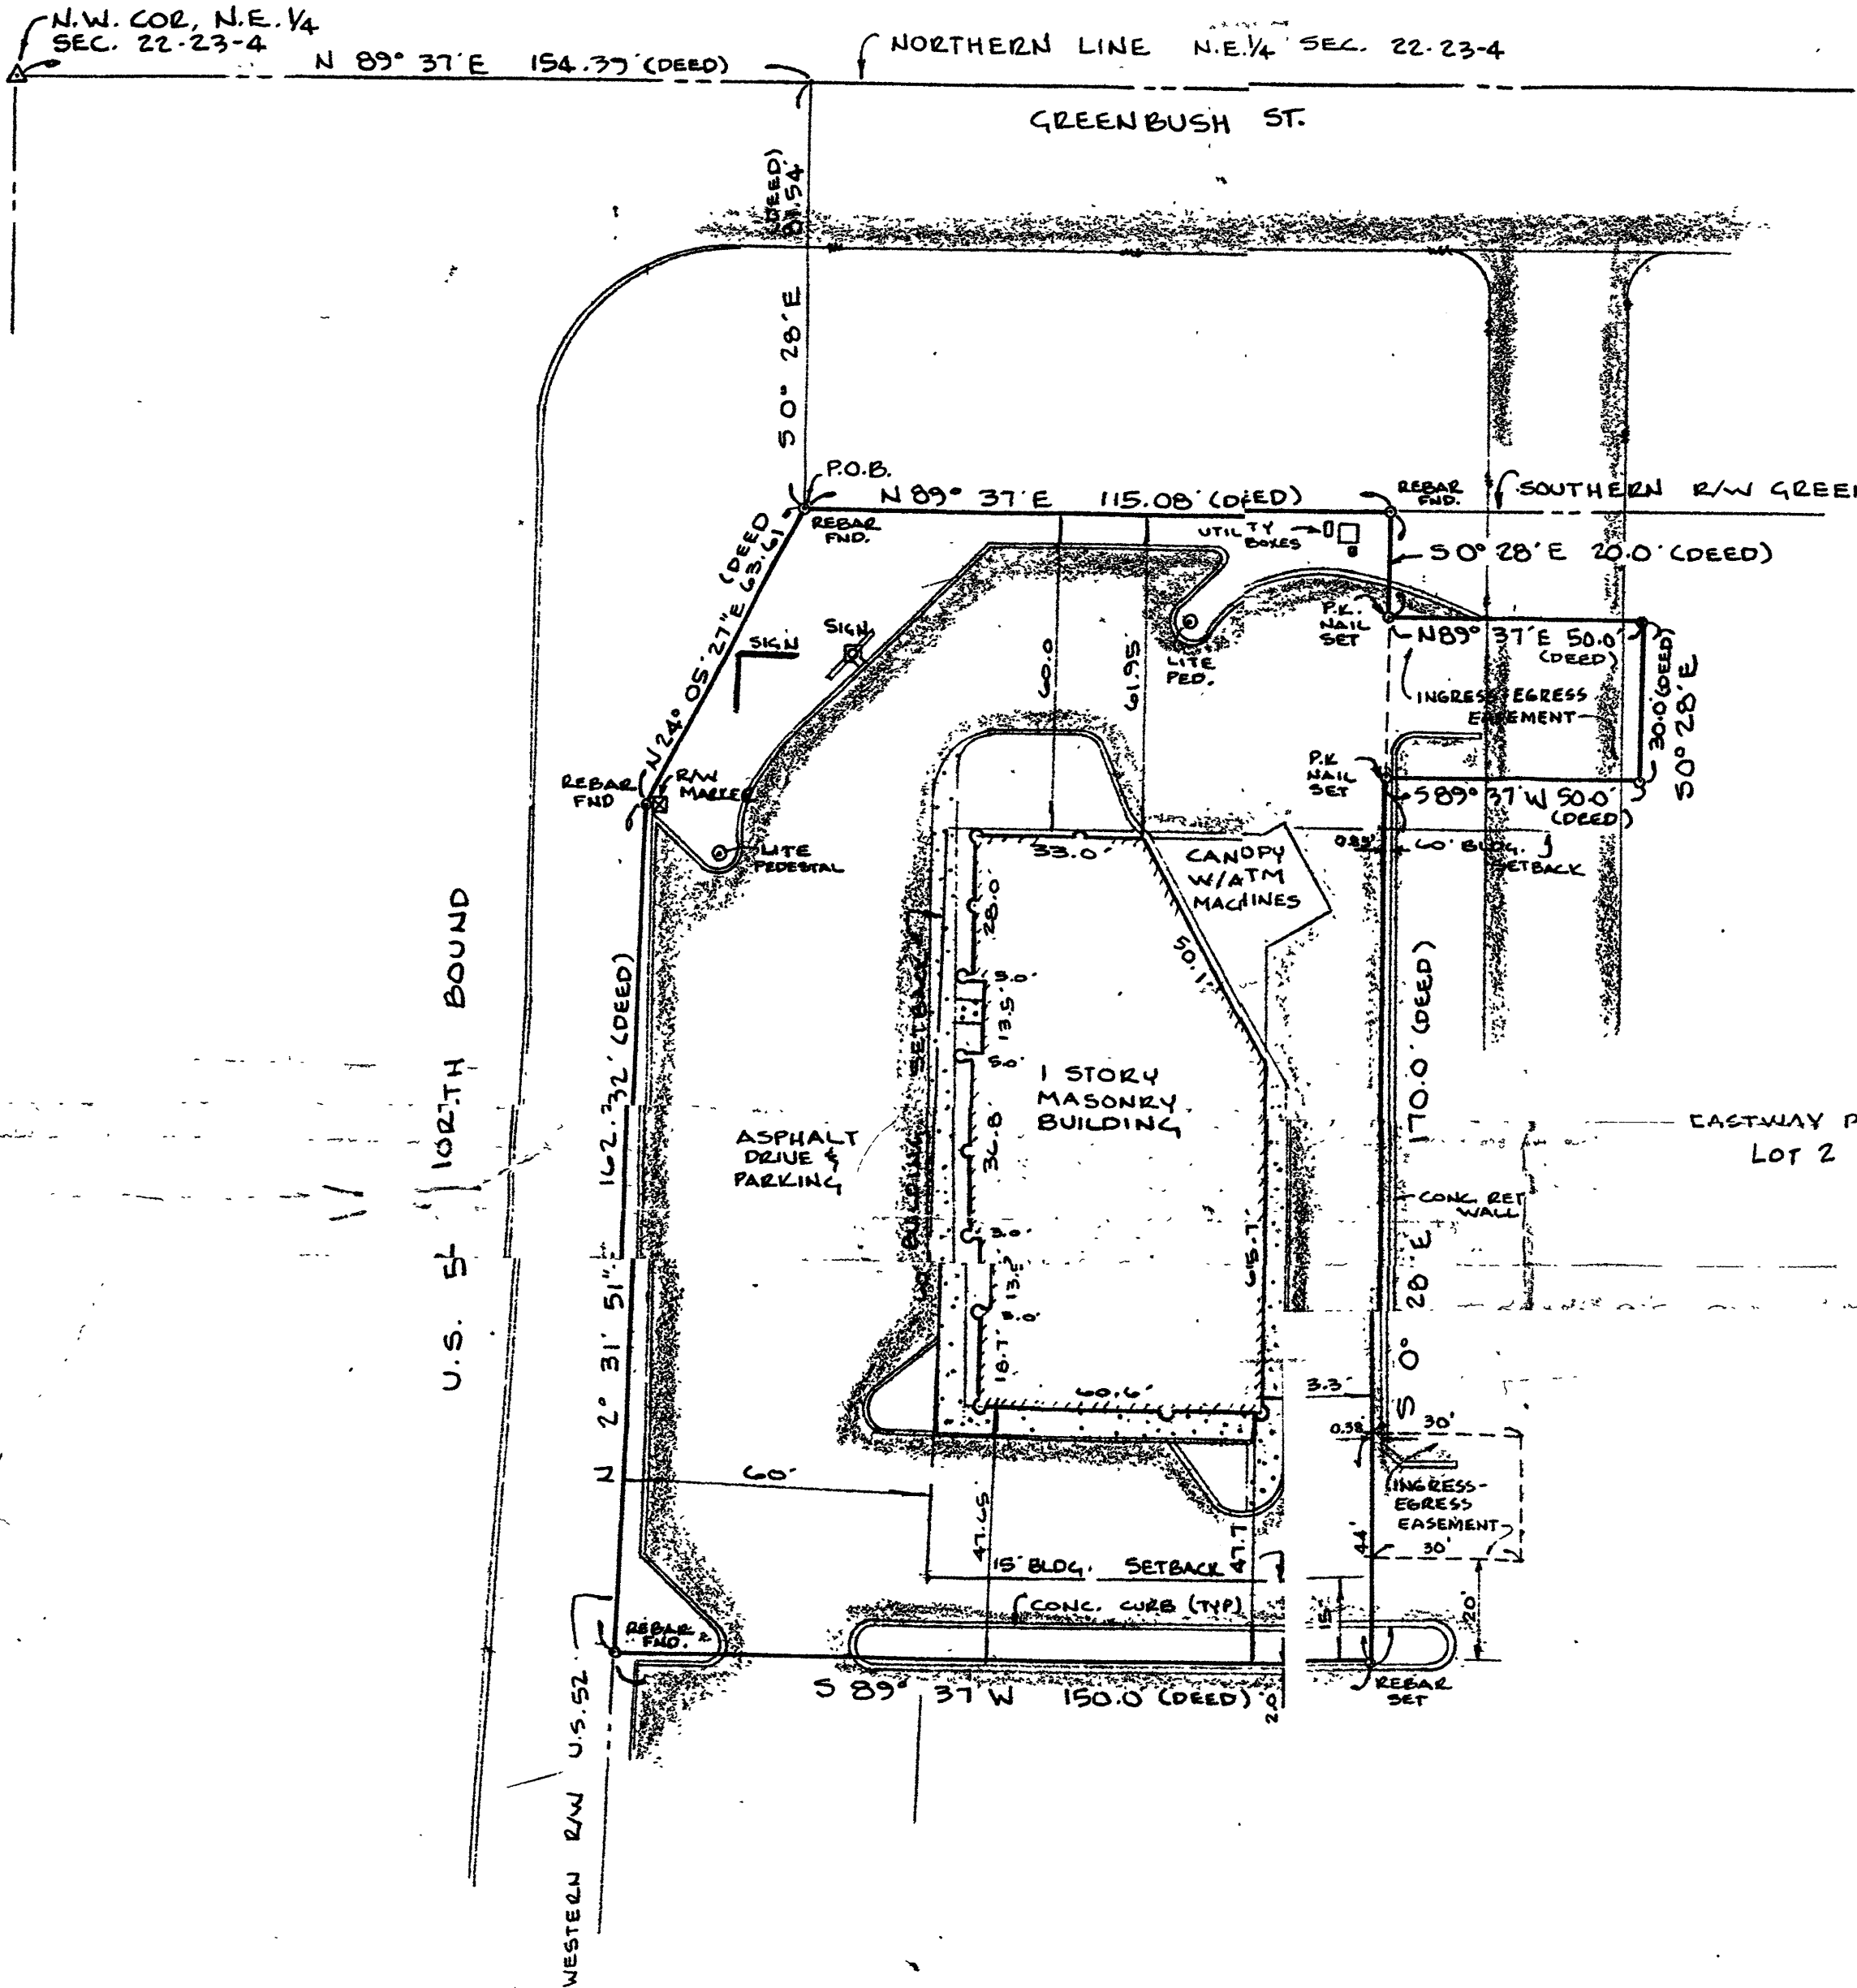 N.W. COR, N.E. 1/4
SEC. 22-23-4
N 89° 37' E 154.39' (DEED)
NORTHERN LINE N.E. 1/4 SEC. 22-23-4
GREENBUSH ST.
S 0° 28' E
P.O.B.
REBAR
FND.
N 89° 37' E 115.08' (DEED)
REBAR
FND.
SOUTHERN R/W
S 0° 28' E 20.0' (DEED)
UTIL TY
BOXES
N 24° 05' 27" E 63.61
(DEED
SIGN
SIGN
60.0
61.95
LITE
PED.
P.K.
NAIL
SET
N 89° 37' E 50.0'
(DEED)
INGRESS EGRESS
EASEMENT
30.0' (DEED)
S 0° 28' E
P.K.
NAIL
SET
S 89° 37' W 50.0'
(DEED)
REBAR
FND
R/W
MARKER
LITE
PEDESTAL
60' BLDG.
SETBACK
33.0'
CANOPY
W/ATM
MACHINES
28.0'
50.1'
5.0'
13.5'
5.0'
1 STORY
MASONRY
BUILDING
36.8'
BUILDING SETBACK
ASPHALT
DRIVE &
PARKING
U.S. 5
NORTH BOUND
N 2° 31' 51"
162.32' (DEED)
S 0° 28' E 170.0' (DEED)
EASTWAY
LOT 2
CONC. RET
WALL
18.7'
60.6'
3.3'
0.38
30'
60'
47.65
47.7
INGRESS-
EGRESS
EASEMENT
44'
30'
15' BLDG. SETBACK
CONC. CURB (TYP)
15'
20'
REBAR
FND.
S 89° 37' W 150.0' (DEED)
2.0'
REBAR
SET
WESTERN R/W U.S. 52